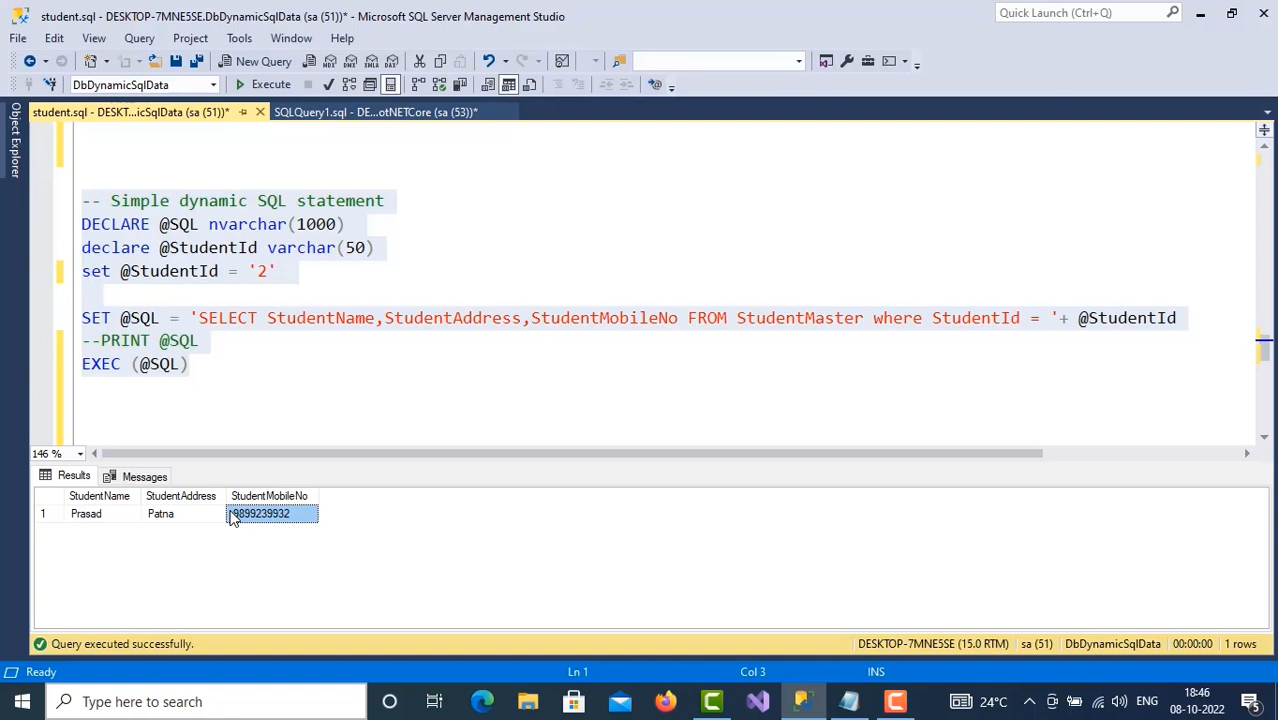 student.sql - DESKTOP-7MNE5SE.DbDynamicSqlData (sa (51))* - Microsoft SQL Server Management Studio
Quick Launch (Ctrl+Q)
File Edit View Query Project Tools Window Help
New Query
DbDynamicSqlData Execute
student.sql - DESKT...icSqlData (sa (51))* SQLQuery1.sql - DE...otNETCore (sa (53))*
Object Explorer
-- Simple dynamic SQL statement
DECLARE @SQL nvarchar(1000)
declare @StudentId varchar(50)
set @StudentId = '2'
SET @SQL = 'SELECT StudentName,StudentAddress,StudentMobileNo FROM StudentMaster where StudentId = '+ @StudentId
--PRINT @SQL
EXEC (@SQL)
146 %
Results Messages
StudentName StudentAddress StudentMobileNo
1 Prasad Patna 9899239932
Query executed successfully. DESKTOP-7MNE5SE (15.0 RTM) sa (51) DbDynamicSqlData 00:00:00 1 rows
Ready Ln 1 Col 3 INS
Type here to search 24°C ENG 18:46
08-10-2022 5